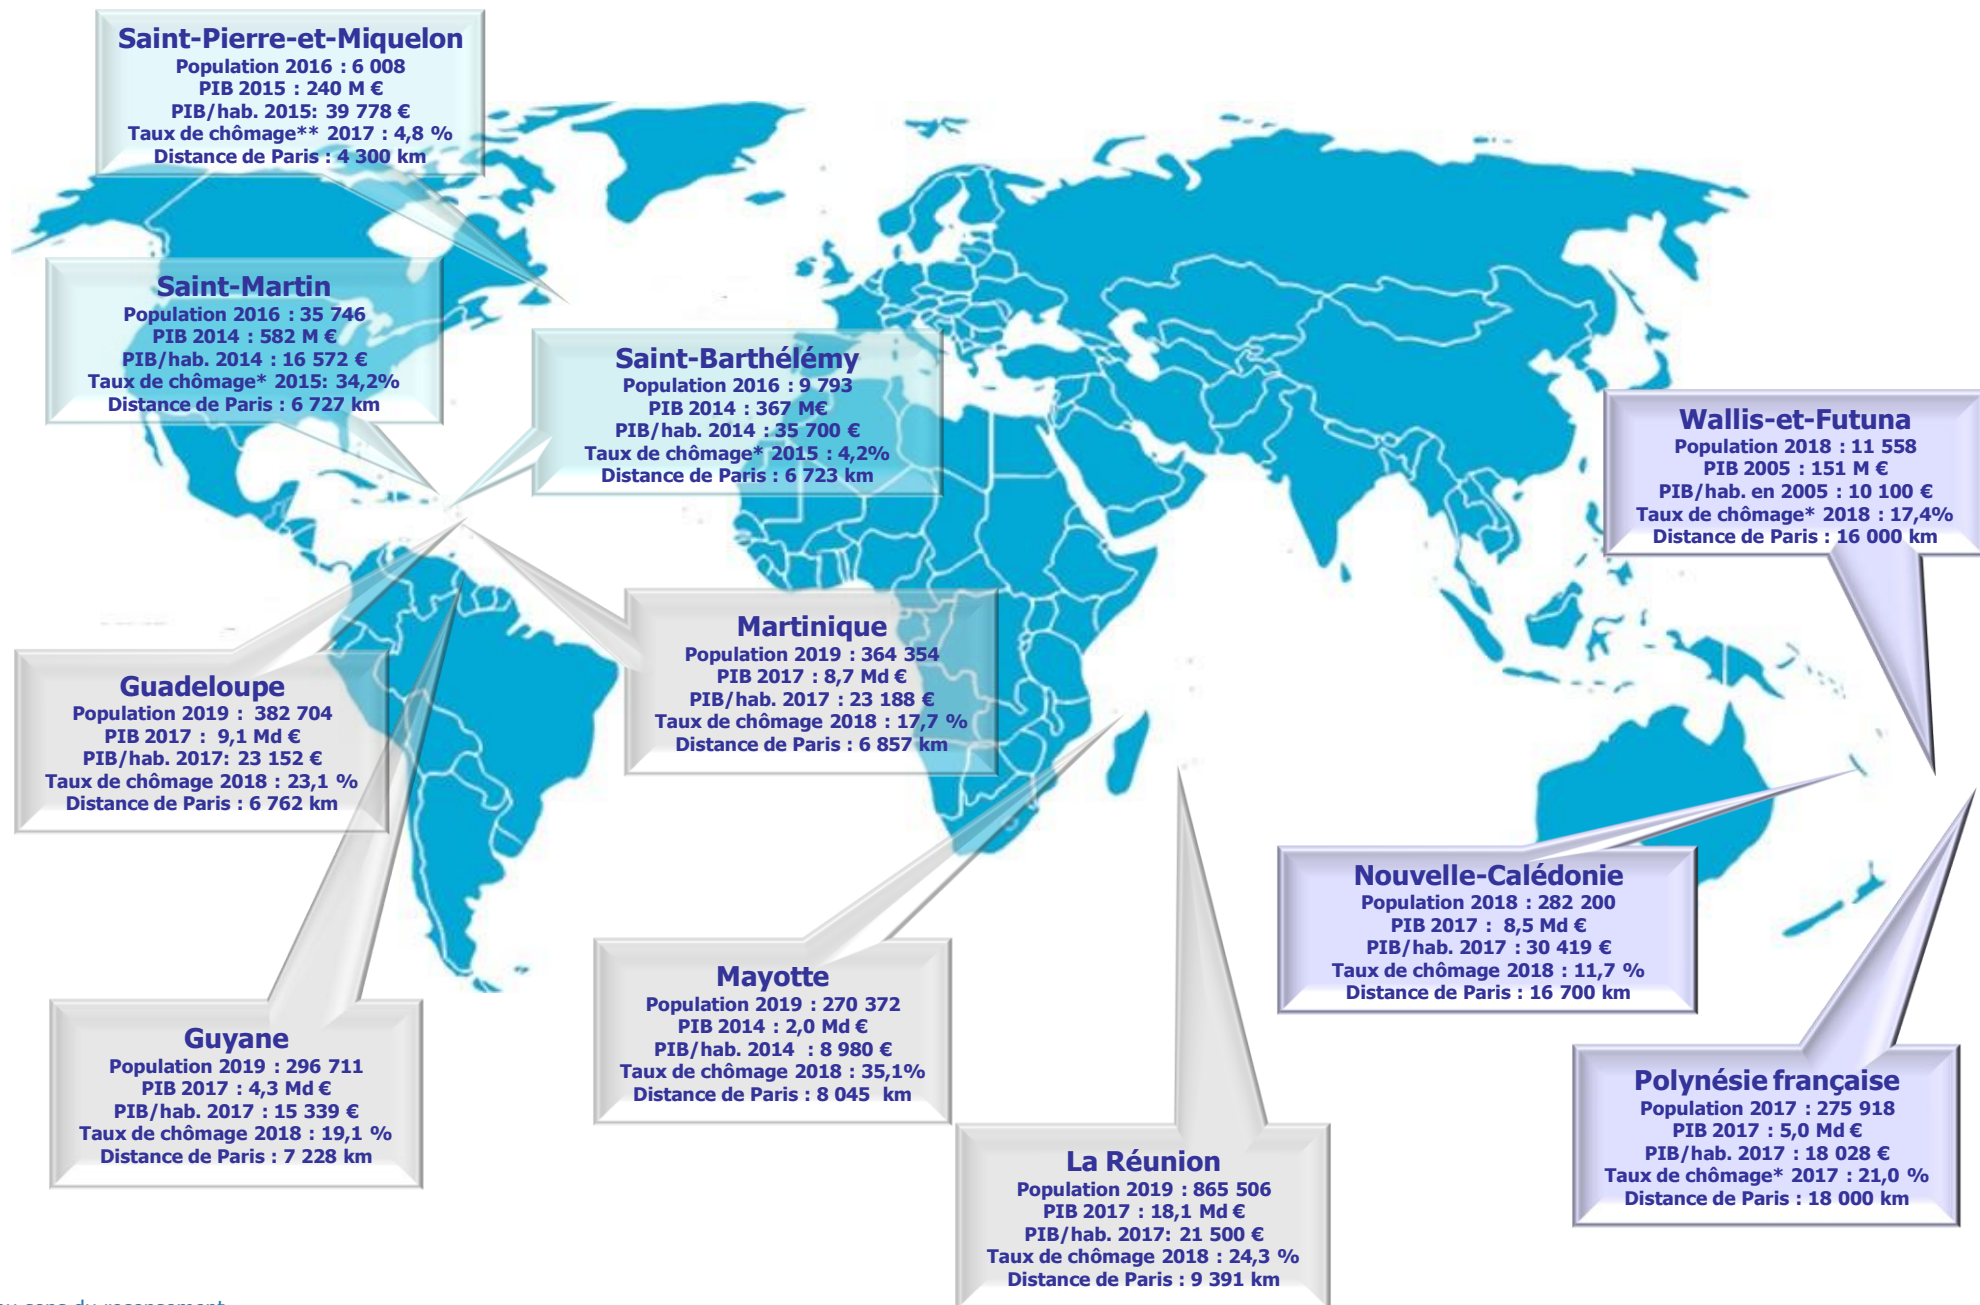 Saint-Pierre-et-Miquelon
Population 2016 : 6 008
PIB 2015 : 240 M €
PIB/hab. 2015: 39 778 €
Taux de chômage** 2017 : 4,8 %
Distance de Paris : 4 300 km
Saint-Martin
Population 2016 : 35 746
PIB 2014 : 582 M €
PIB/hab. 2014 : 16 572 €
Taux de chômage* 2015: 34,2%
Distance de Paris : 6 727 km
Saint-Barthélémy
Population 2016 : 9 793
PIB 2014 : 367 M€
PIB/hab. 2014 : 35 700 €
Taux de chômage* 2015 : 4,2%
Distance de Paris : 6 723 km
Wallis-et-Futuna
Population 2018 : 11 558
PIB 2005 : 151 M €
PIB/hab. en 2005 : 10 100 €
Taux de chômage* 2018 : 17,4%
Distance de Paris : 16 000 km
Martinique
Population 2019 : 364 354
PIB 2017 : 8,7 Md €
PIB/hab. 2017 : 23 188 €
Taux de chômage 2018 : 17,7 %
Distance de Paris : 6 857 km
Guadeloupe
Population 2019 : 382 704
PIB 2017 : 9,1 Md €
PIB/hab. 2017: 23 152 €
Taux de chômage 2018 : 23,1 %
Distance de Paris : 6 762 km
Nouvelle-Calédonie
Population 2018 : 282 200
PIB 2017 : 8,5 Md €
PIB/hab. 2017 : 30 419 €
Taux de chômage 2018 : 11,7 %
Distance de Paris : 16 700 km
Mayotte
Population 2019 : 270 372
PIB 2014 : 2,0 Md €
PIB/hab. 2014 : 8 980 €
Taux de chômage 2018 : 35,1%
Distance de Paris : 8 045 km
Guyane
Population 2019 : 296 711
PIB 2017 : 4,3 Md €
PIB/hab. 2017 : 15 339 €
Taux de chômage 2018 : 19,1 %
Distance de Paris : 7 228 km
Polynésie française
Population 2017 : 275 918
PIB 2017 : 5,0 Md €
PIB/hab. 2017 : 18 028 €
Taux de chômage* 2017 : 21,0 %
Distance de Paris : 18 000 km
La Réunion
Population 2019 : 865 506
PIB 2017 : 18,1 Md €
PIB/hab. 2017: 21 500 €
Taux de chômage 2018 : 24,3 %
Distance de Paris : 9 391 km